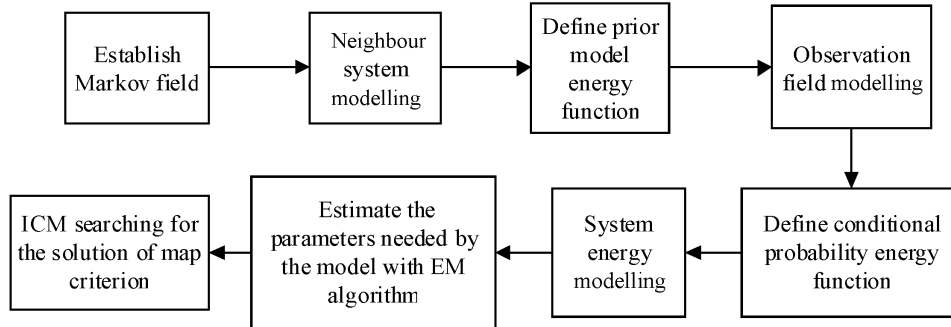 Establish
Markov field
Neighbour
system
modelling
Define prior
model
energy
function
Observation
field modelling
Define conditional
probability energy
function
System
energy
modelling
Estimate the
parameters needed by
the model with EM
algorithm
ICM searching for
the solution of map
criterion